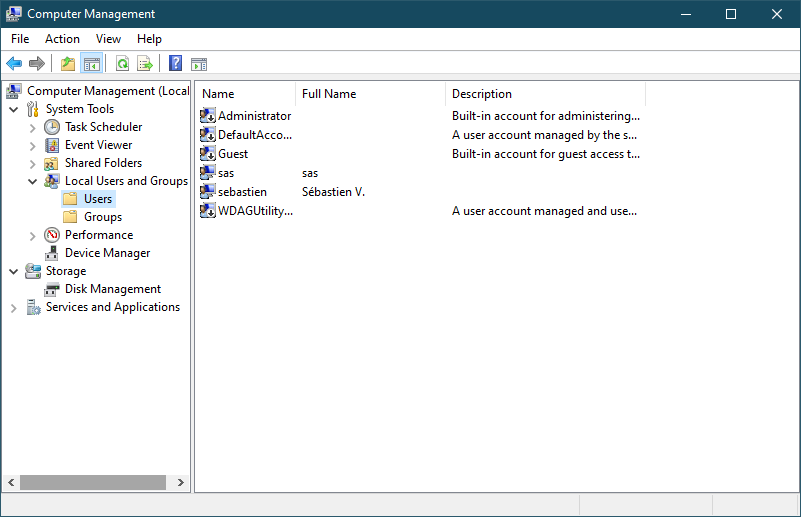 Computer Management
File Action View Help
Computer Management (Local
System Tools
Task Scheduler
Event Viewer
Shared Folders
Local Users and Groups
Users
Groups
Performance
Device Manager
Storage
Disk Management
Services and Applications
Name Full Name Description
Administrator Built-in account for administering...
DefaultAcco... A user account managed by the s...
Guest Built-in account for guest access t...
sas sas
sebastien Sébastien V.
WDAGUtility... A user account managed and use...